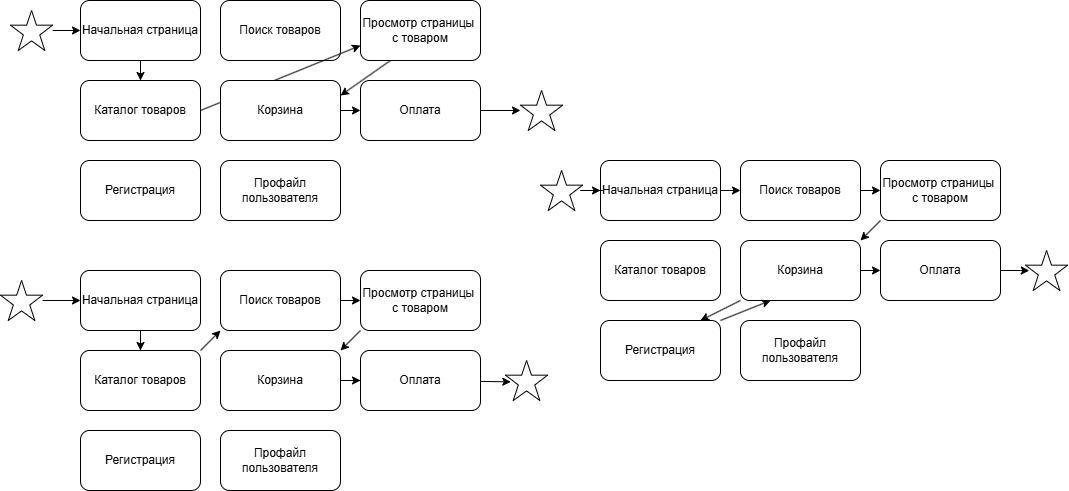 Начальная страница
Поиск товаров
Просмотр страницы
с товаром
Каталог товаров
Корзина
Оплата
Регистрация
Профайл
пользователя
Начальная страница
Поиск товаров
Просмотр страницы
с товаром
Каталог товаров
Корзина
Оплата
Регистрация
Профайл
пользователя
Начальная страница
Поиск товаров
Просмотр страницы
с товаром
Каталог товаров
Корзина
Оплата
Регистрация
Профайл
пользователя